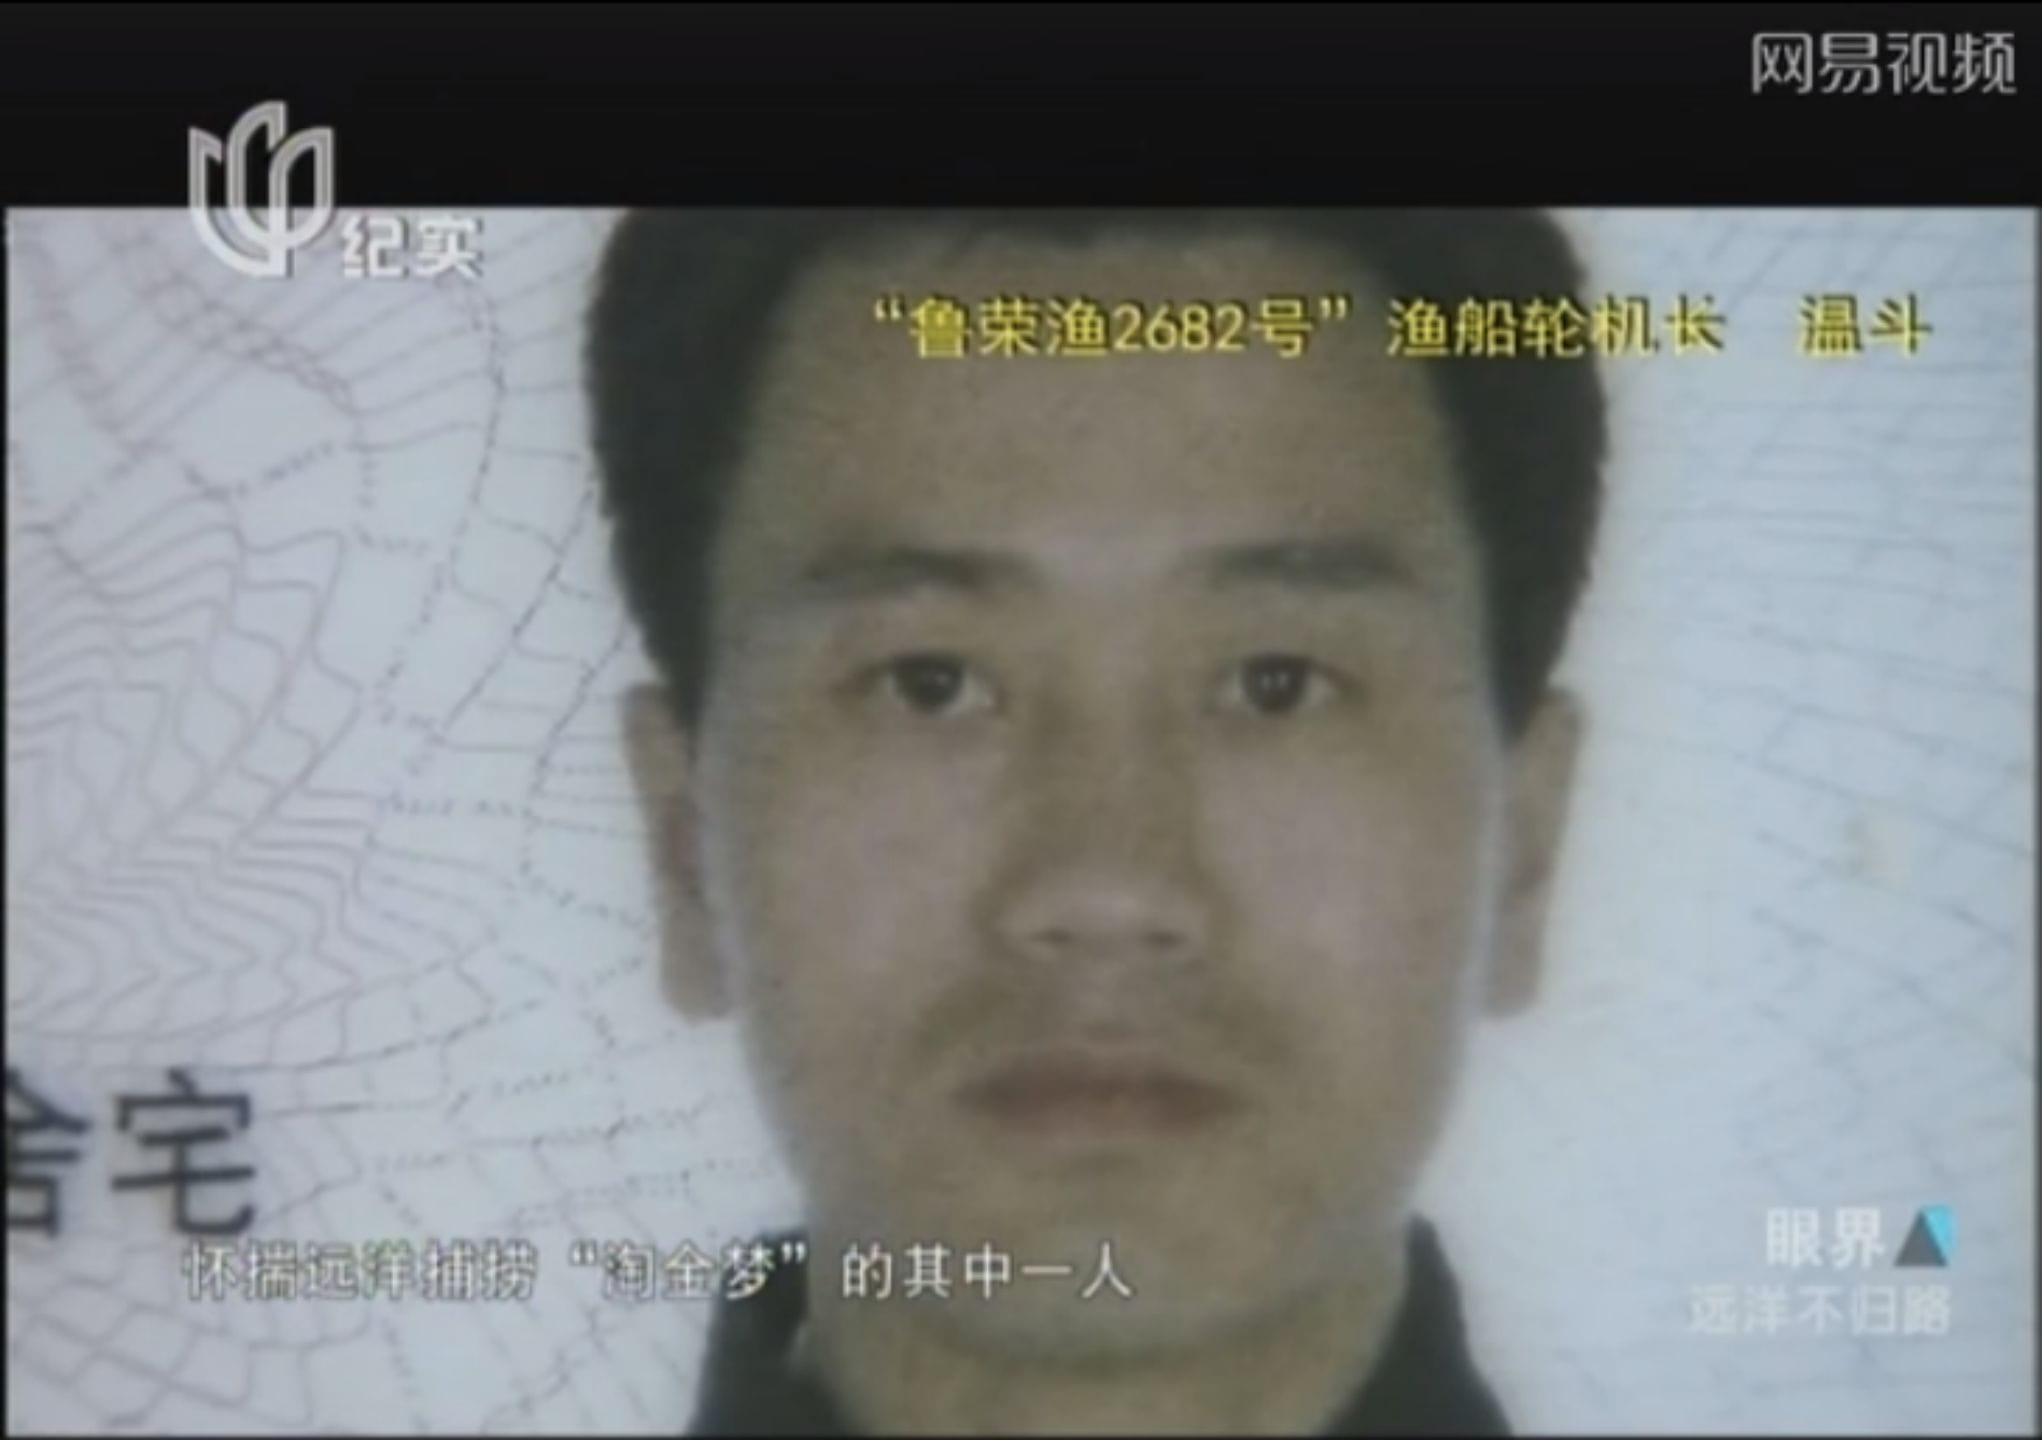 网易视频
纪实
“鲁荣渔2682号”渔船轮机长 温斗
舍宅
怀揣远洋捕捞“淘金梦”的其中一人
眼界
远洋不归路